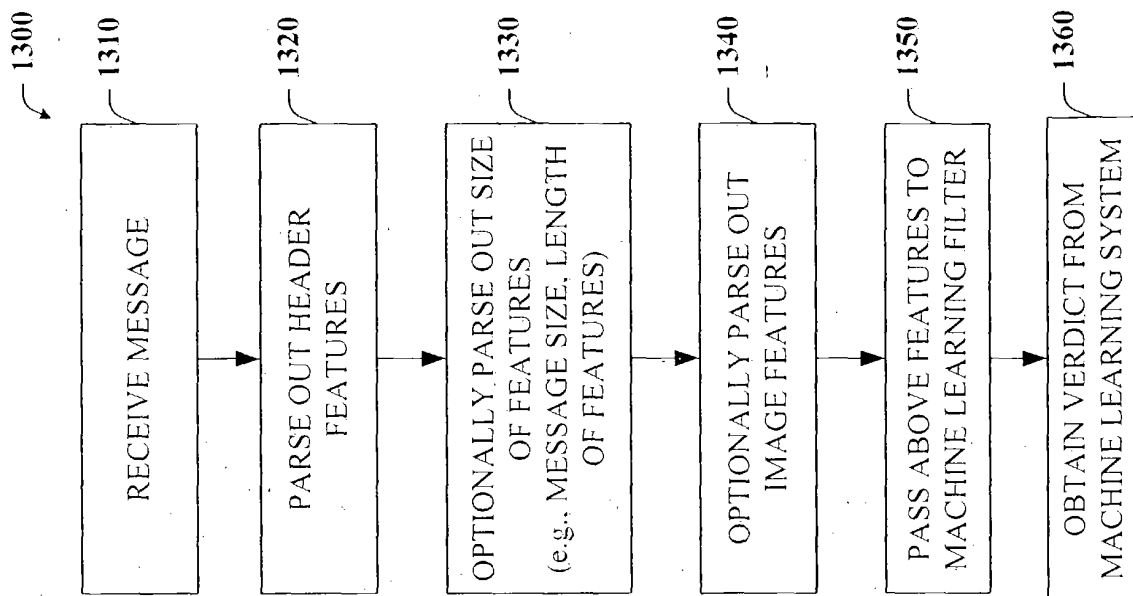 1300
1310
RECEIVE MESSAGE
1320
PARSE OUT HEADER
FEATURES
1330
OPTIONALLY PARSE OUT SIZE
OF FEATURES
(e.g., MESSAGE SIZE, LENGTH
OF FEATURES)
1340
OPTIONALLY PARSE OUT
IMAGE FEATURES
1350
PASS ABOVE FEATURES TO
MACHINE LEARNING FILTER
1360
OBTAIN VERDICT FROM
MACHINE LEARNING SYSTEM